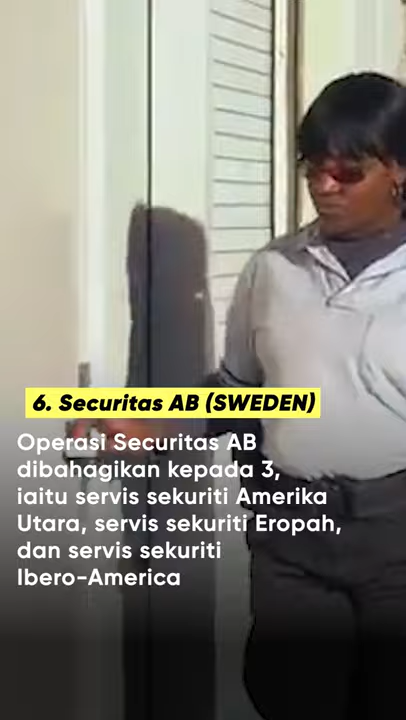 6. Securitas AB (SWEDEN)
Operasi Securitas AB
dibahagikan kepada 3,
iaitu servis sekuriti Amerika
Utara, servis sekuriti Eropah,
dan servis sekuriti
Ibero-America